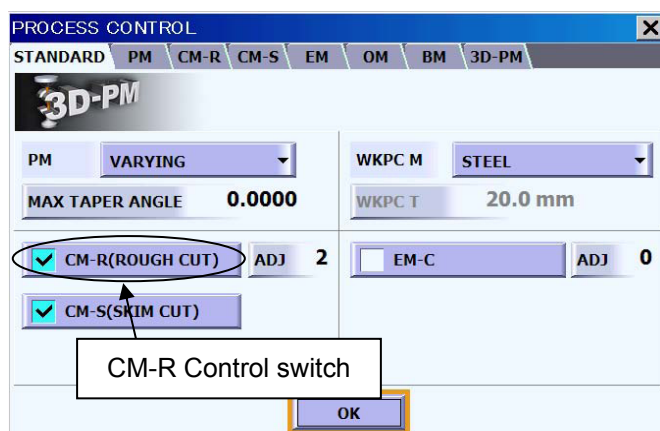 PROCESS CONTROL
STANDARD PM CM-R CM-S EM OM BM 3D-PM
3D-PM
PM VARYING WKPC M STEEL
MAX TAPER ANGLE 0.0000 WKPC T 20.0 mm
CM-R(ROUGH CUT) ADJ 2 EM-C ADJ 0
CM-S(SKIM CUT)
CM-R Control switch
OK